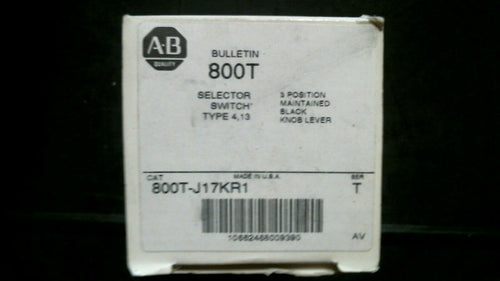 A-B
QUALITY
BULLETIN
800T
SELECTOR
SWITCH
TYPE 4,13
3 POSITION
MAINTAINED
BLACK
KNOB LEVER
MADE IN U.S.A.
CAT
800T-J17KR1
SER
T
10662468009390
AV